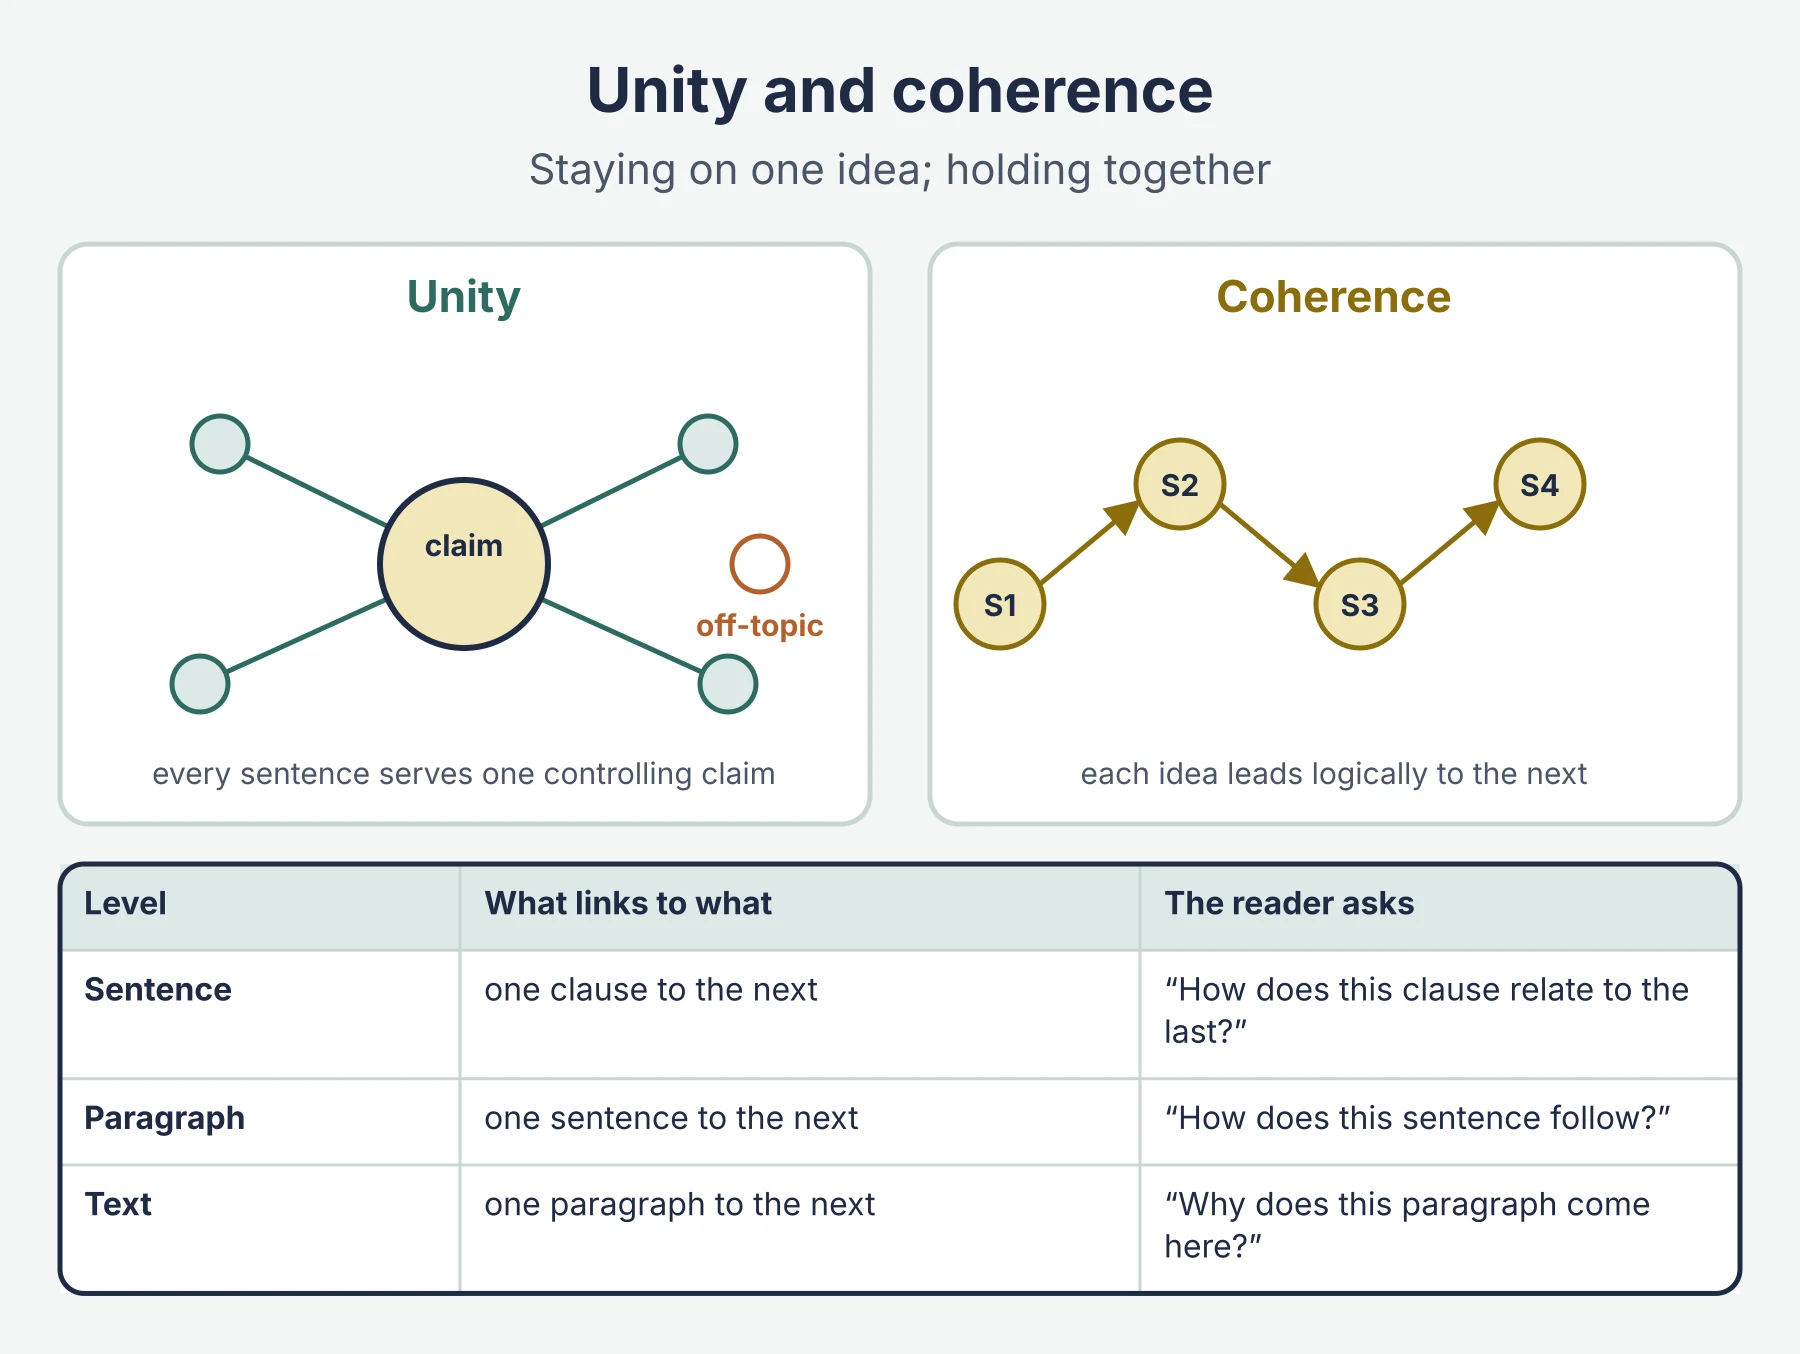 Unity and coherence
Staying on one idea; holding together
Unity
claim
off-topic
every sentence serves one controlling claim
Coherence
S1
S2
S3
S4
each idea leads logically to the next
Level
What links to what
The reader asks
Sentence
one clause to the next
“How does this clause relate to the
last?”
Paragraph
one sentence to the next
“How does this sentence follow?”
Text
one paragraph to the next
“Why does this paragraph come
here?”